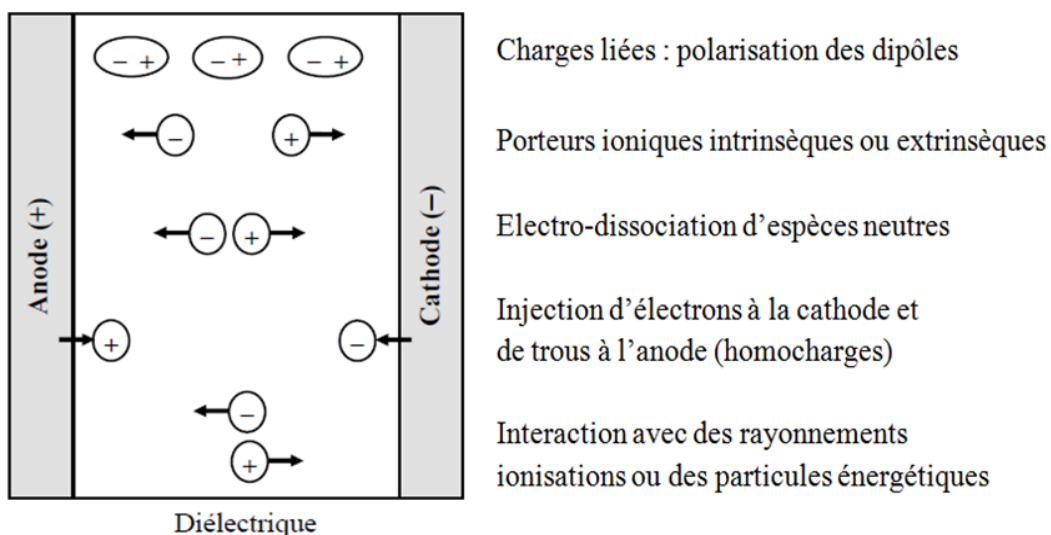 − + − + − +
Charges liées : polarisation des dipôles
− +
Porteurs ioniques intrinsèques ou extrinsèques
− +
Electro-dissociation d’espèces neutres
Anode (+)
Cathode (−)
+ −
Injection d’électrons à la cathode et
de trous à l’anode (homocharges)
−
+
Interaction avec des rayonnements
ionisations ou des particules énergétiques
Diélectrique